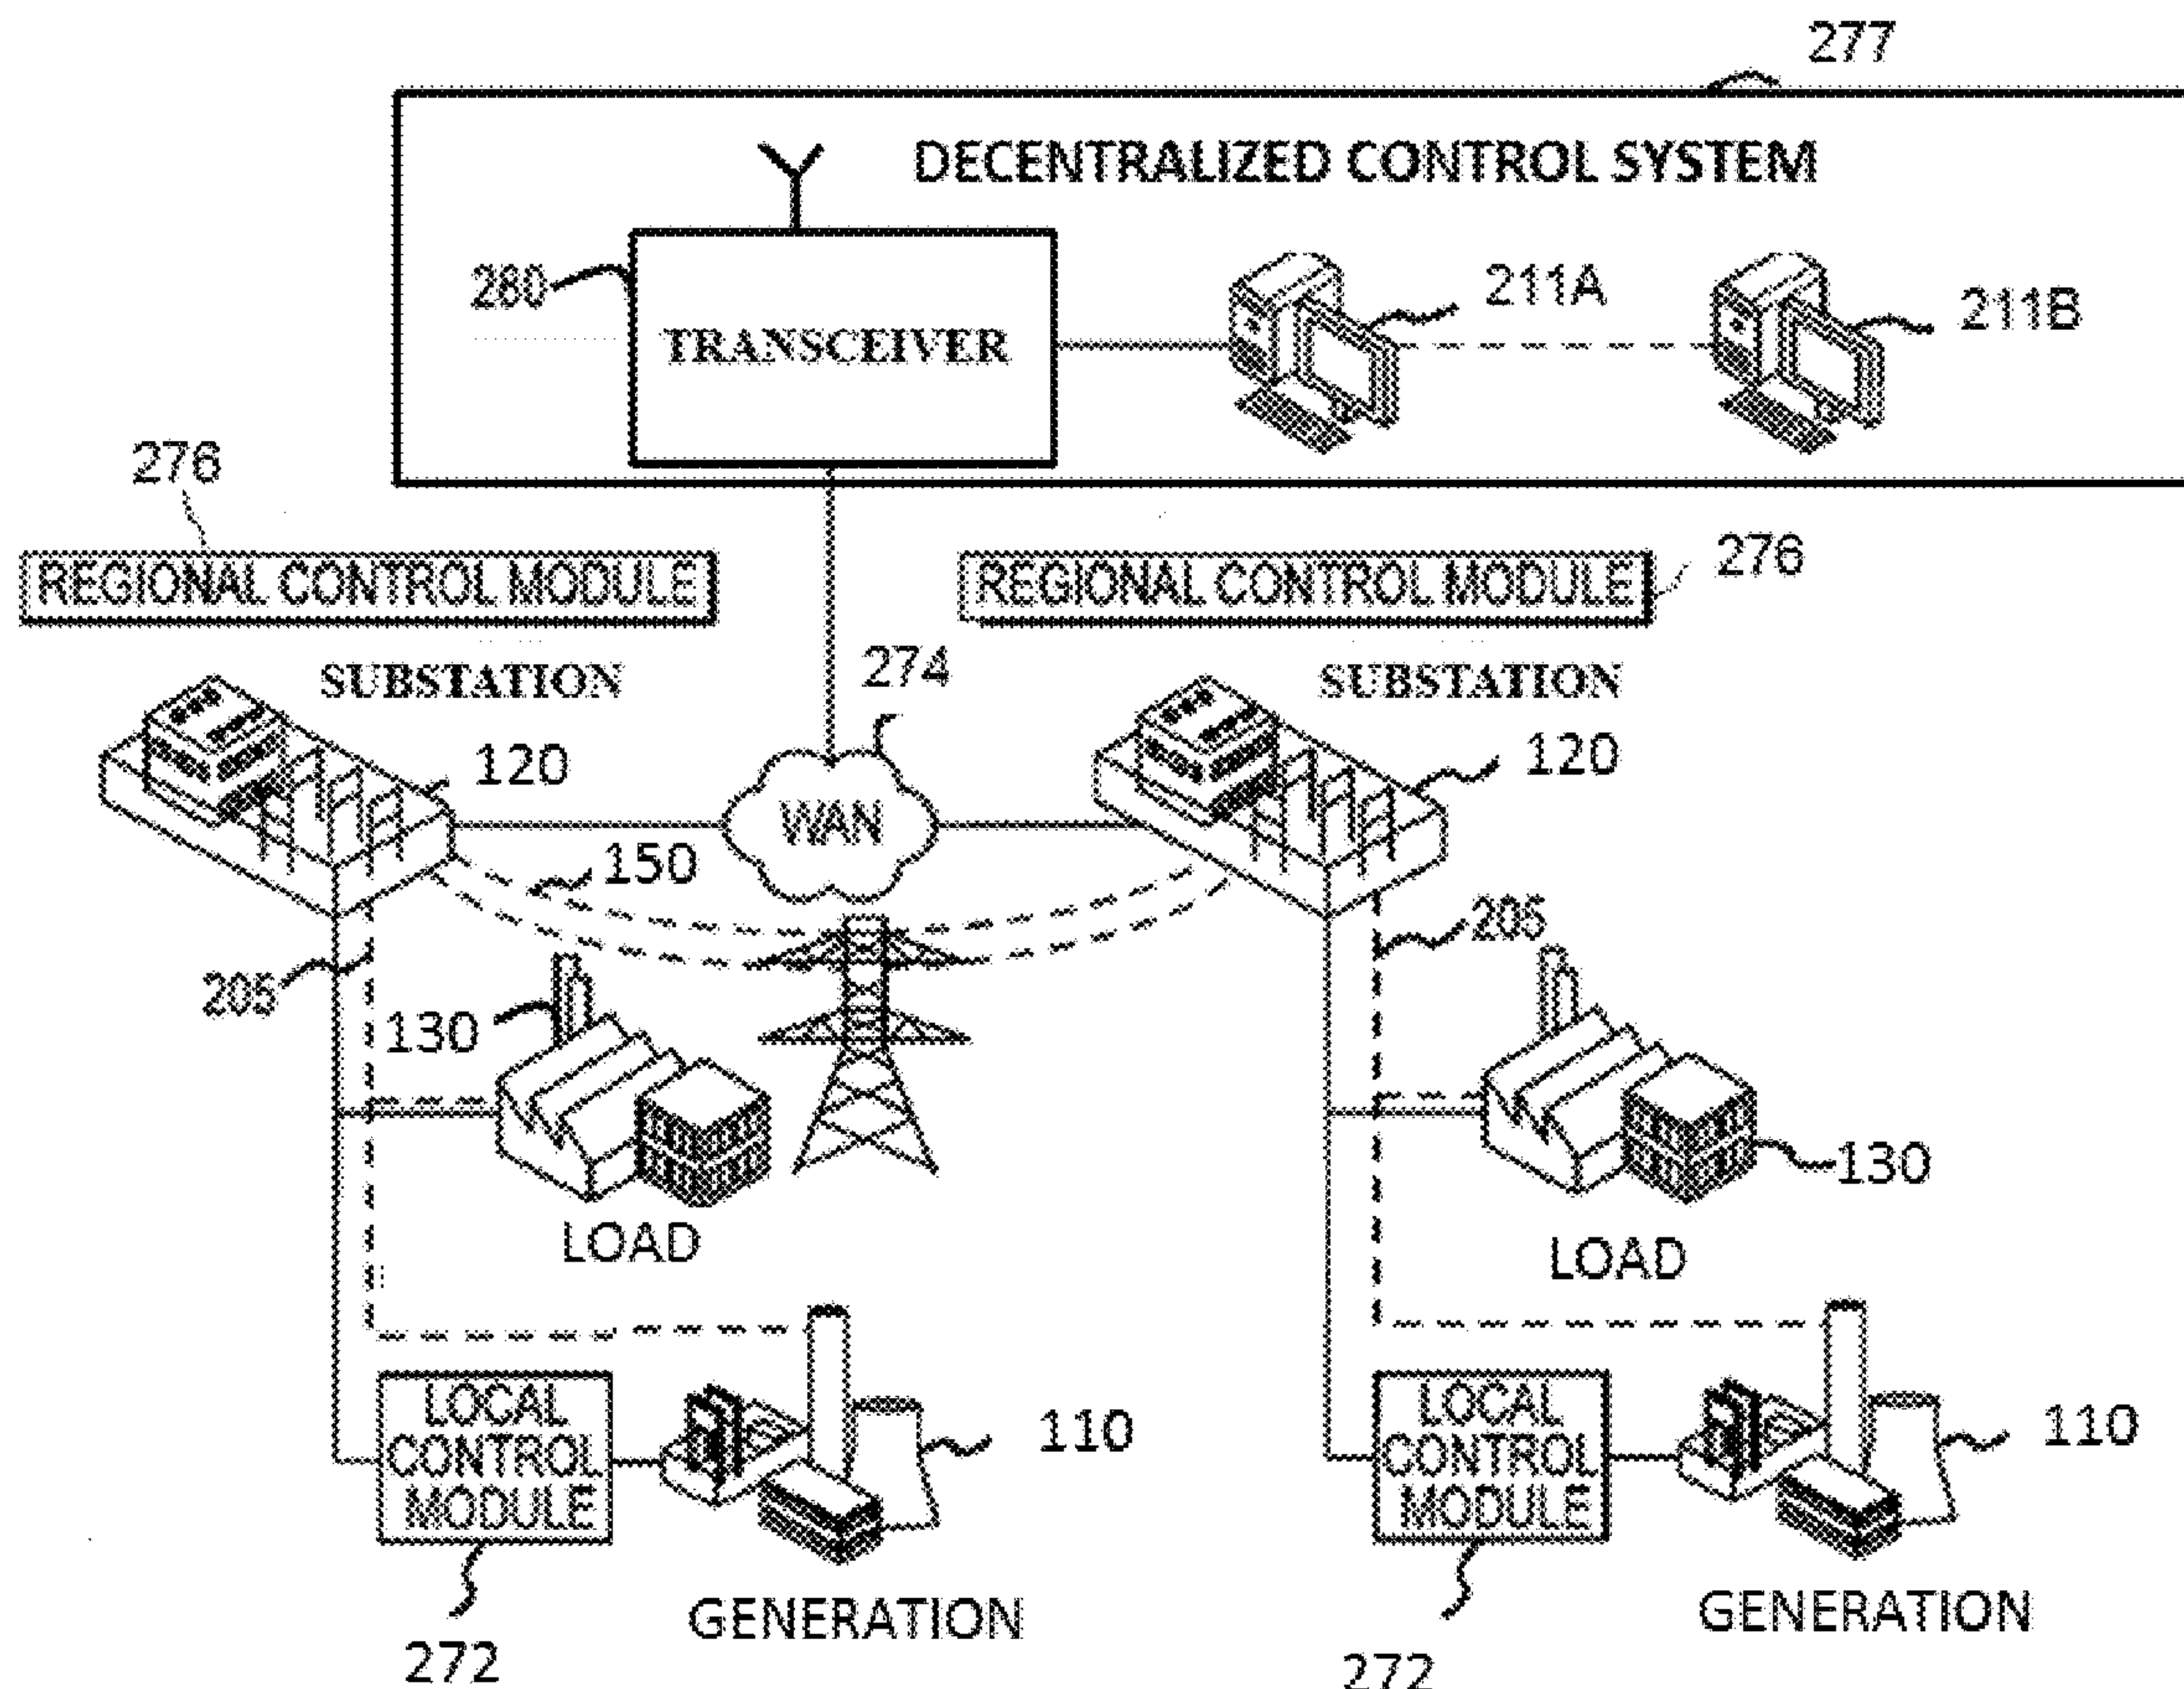 277
DECENTRALIZED CONTROL SYSTEM
280
TRANSCEIVER
211A
211B
276
REGIONAL CONTROL MODULE
REGIONAL CONTROL MODULE
276
SUBSTATION
274
SUBSTATION
120
WAN
120
150
205
205
130
130
LOAD
LOAD
LOCAL
CONTROL
MODULE
110
LOCAL
CONTROL
MODULE
110
GENERATION
GENERATION
272
272